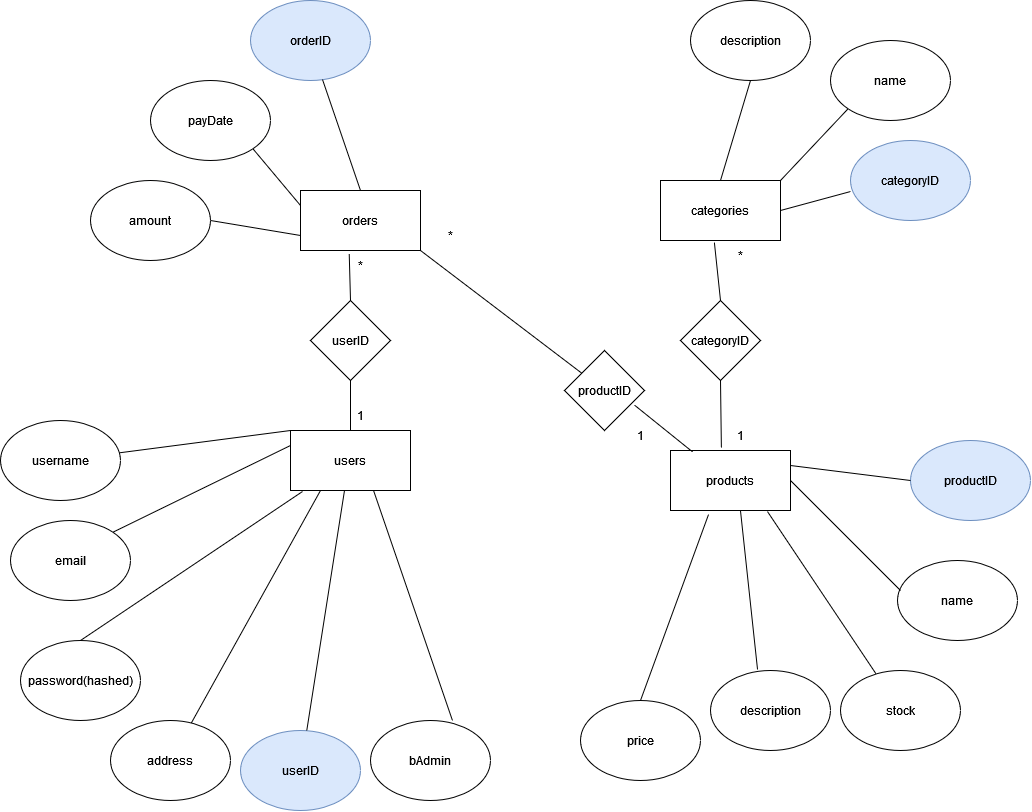 orderID
description
name
payDate
categoryID
amount
orders
categories
*
*
*
userID
categoryID
productID
1
1
1
username
users
products
productID
email
name
password(hashed)
description
stock
price
address
userID
bAdmin